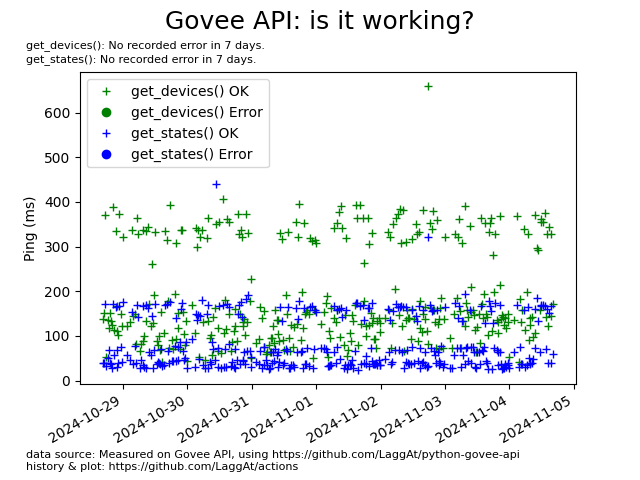 Govee API: is it working?
get_devices(): No recorded error in 7 days.
get_states(): No recorded error in 7 days.
get_devices() OK
get_devices() Error
get_states() OK
get_states() Error
Ping (ms)
600
500
400
300
200
100
0
2024-10-29
2024-10-30
2024-10-31
2024-11-01
2024-11-02
2024-11-03
2024-11-04
2024-11-05
data source: Measured on Govee API, using https://github.com/LaggAt/python-govee-api
history & plot: https://github.com/LaggAt/actions